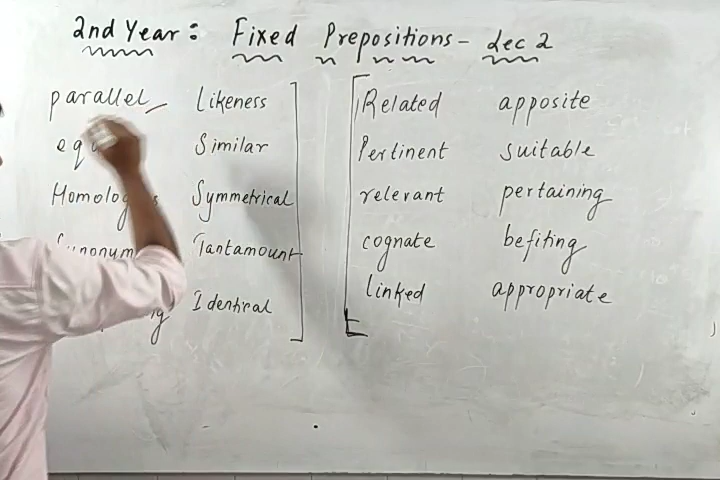 2nd Year: Fixed Prepositions - Lec 2
parallel Likeness
Similar
Symmetrical
Tantamount
Identical
Related apposite
Pertinent suitable
relevant pertaining
cognate befiting
linked appropriate